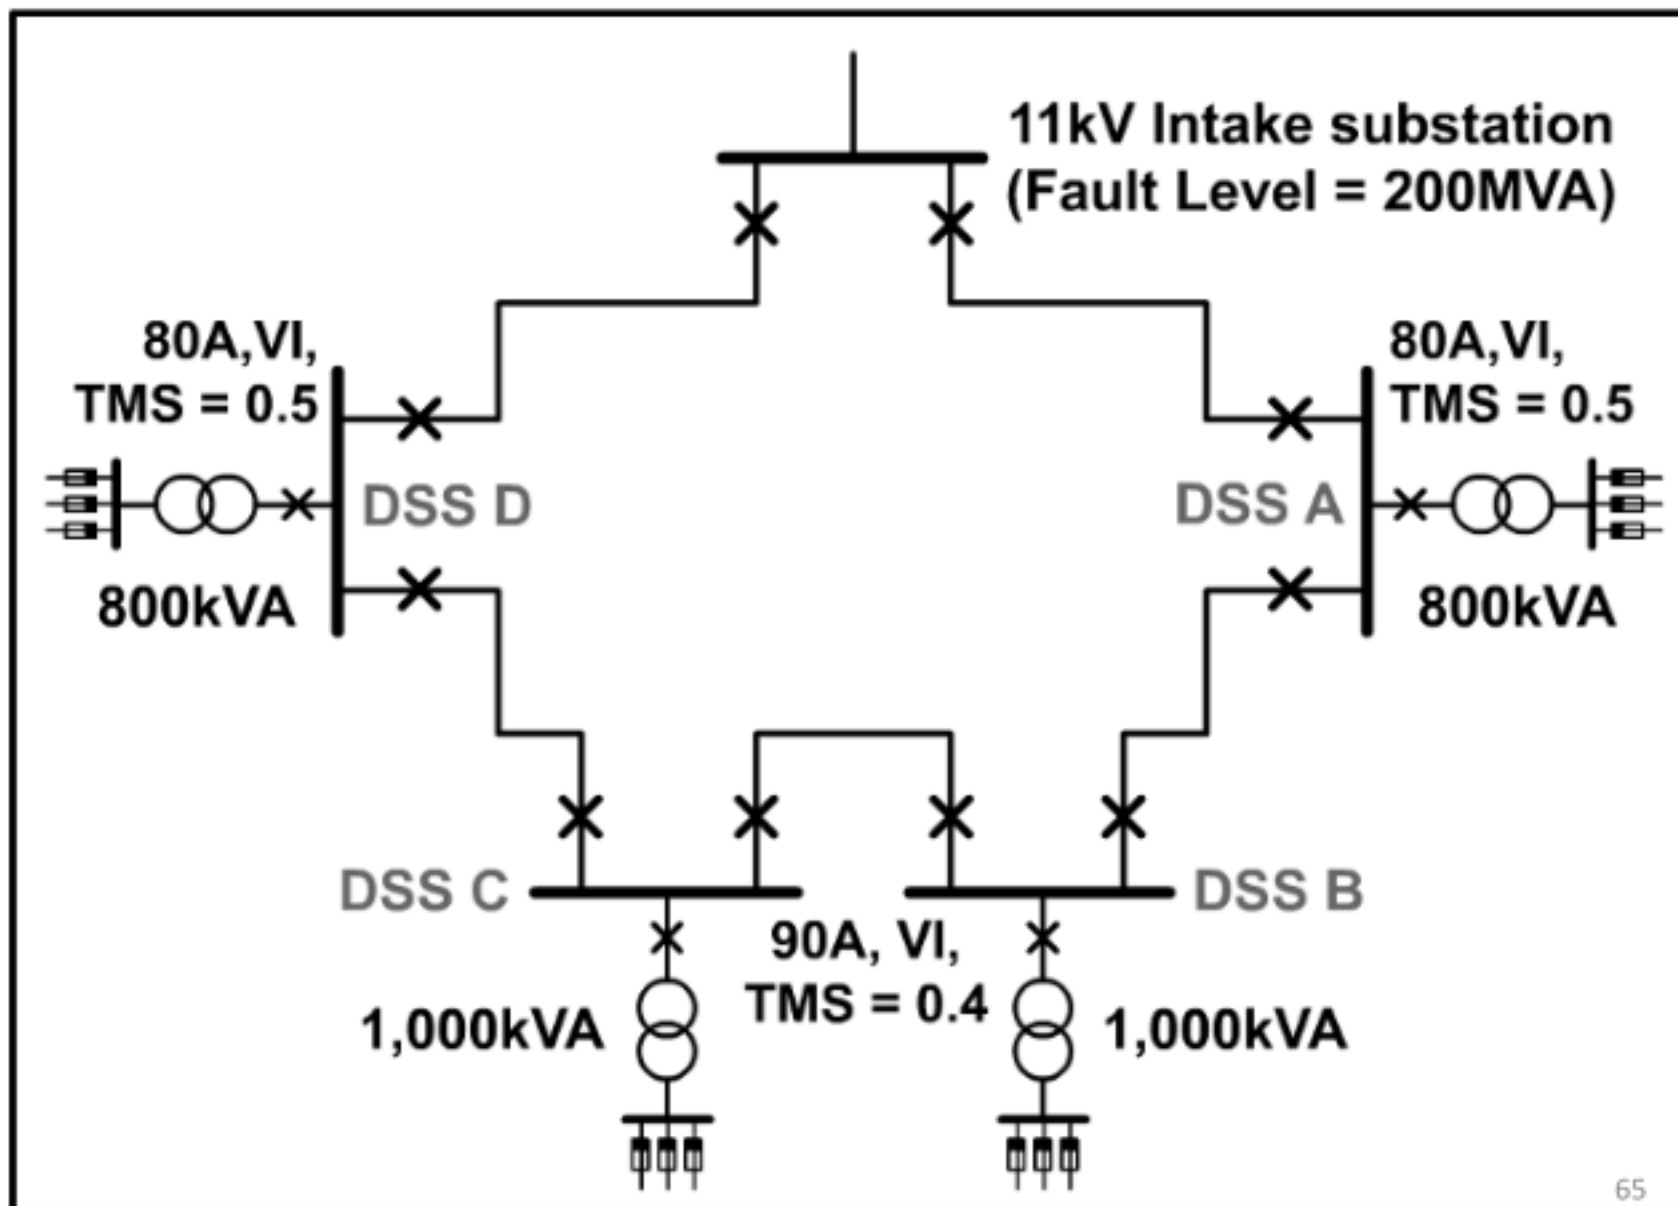 11kV Intake substation
(Fault Level = 200MVA)
80A,VI,
TMS = 0.5
80A,VI,
TMS = 0.5
DSS D
DSS A
800kVA
800kVA
DSS C
DSS B
90A, VI,
TMS = 0.4
1,000kVA
1,000kVA
65